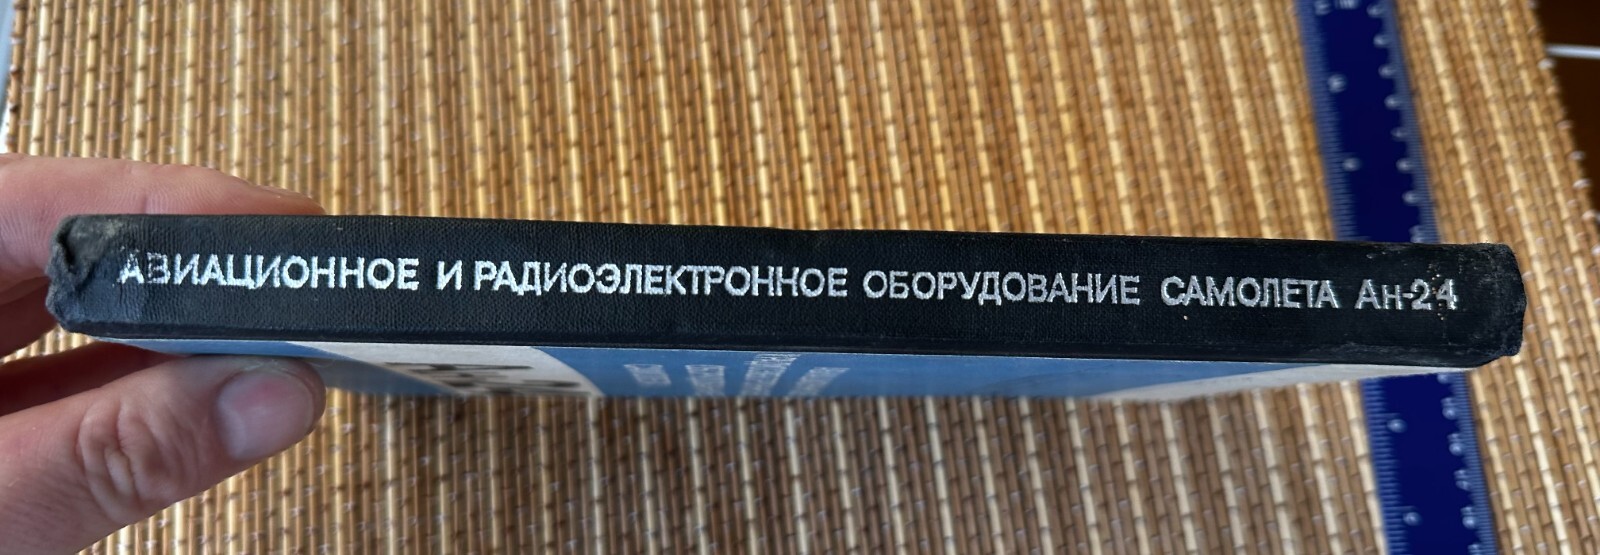 АВИАЦИОННОЕ И РАДИОЭЛЕКТРОННОЕ ОБОРУДОВАНИЕ САМОЛЕТА Ан-24